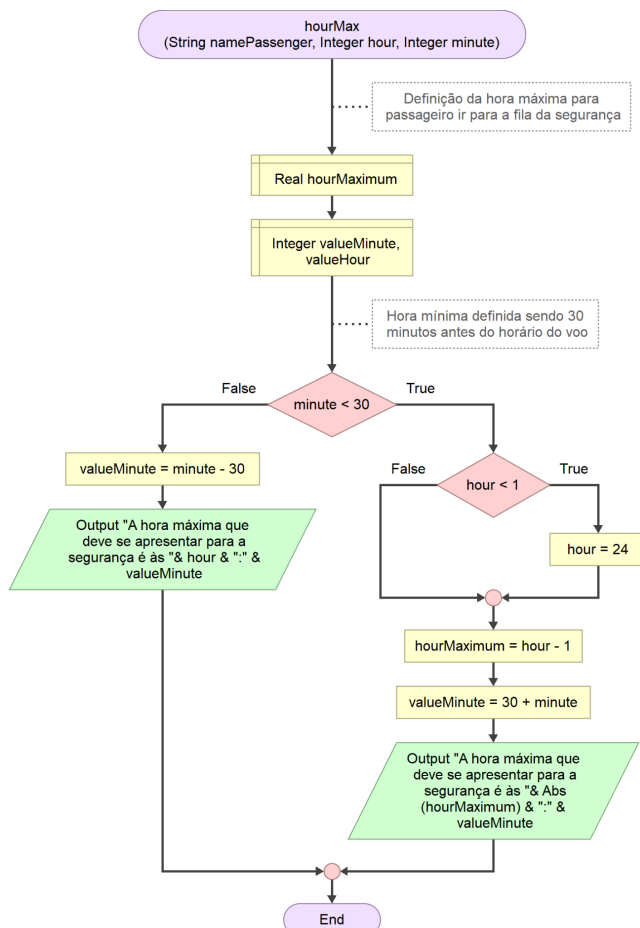 hourMax
(String namePassenger, Integer hour, Integer minute)
Definição da hora máxima para
passageiro ir para a fila da segurança
Real hourMaximum
Integer valueMinute,
valueHour
Hora mínima definida sendo 30
minutos antes do horário do voo
False
True
minute < 30
valueMinute = minute - 30
False
True
hour < 1
Output "A hora máxima que
deve se apresentar para a
segurança é às "& hour & ":" &
valueMinute
hour = 24
hourMaximum = hour - 1
valueMinute = 30 + minute
Output "A hora máxima que
deve se apresentar para a
segurança é às "& Abs
(hourMaximum) & ":" &
valueMinute
End